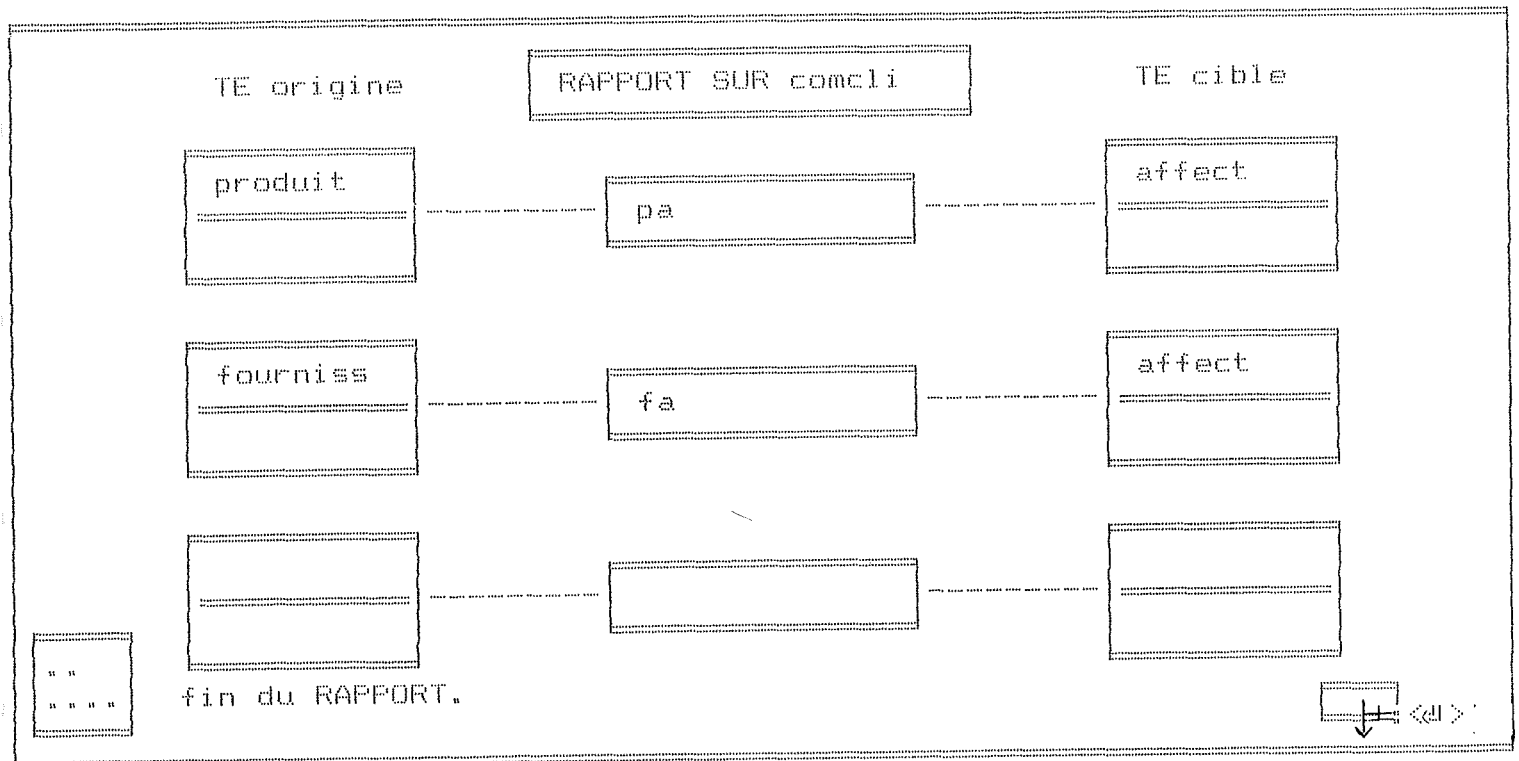 TE origine
RAPPORT SUR comcli
TE cible
produit
pa
affect
fourniss
fa
affect
fin du RAPPORT.